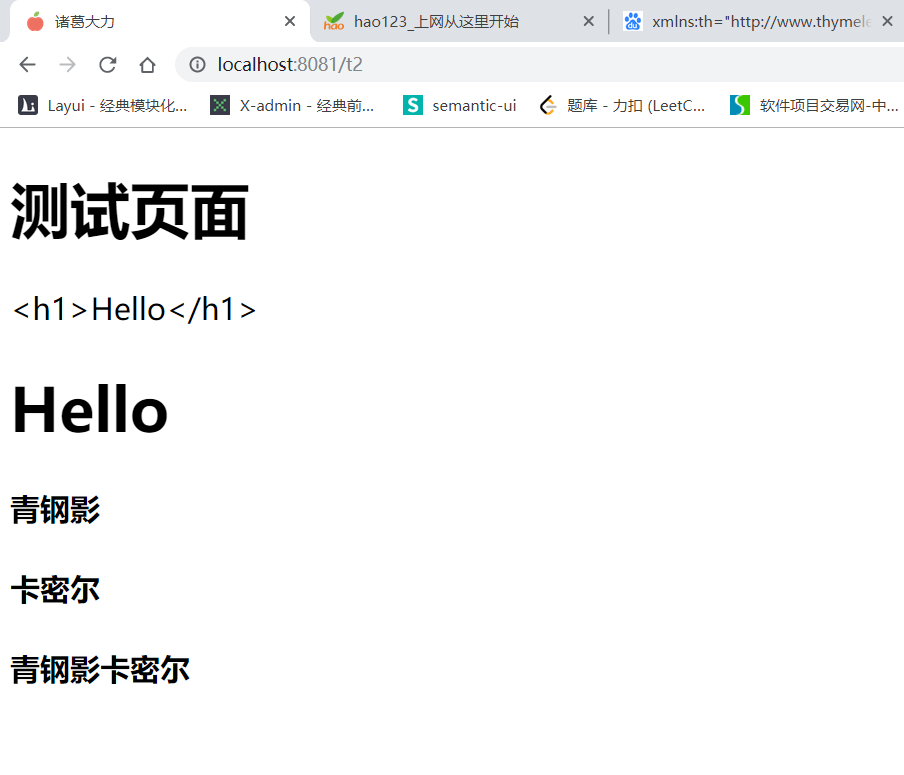 诸葛大力
hao123_上网从这里开始
xmlns:th="http://www.thymele
localhost:8081/t2
Layui - 经典模块化...
X-admin - 经典前...
semantic-ui
题库 - 力扣 (LeetC...
软件项目交易网-中...
测试页面
<h1>Hello</h1>
Hello
青钢影
卡密尔
青钢影卡密尔